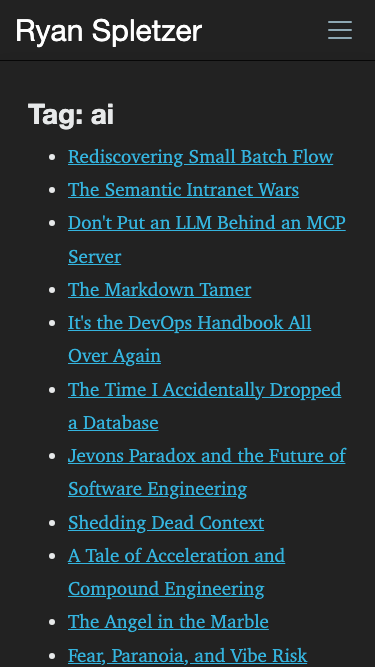 Ryan Spletzer
Tag: ai
Rediscovering Small Batch Flow
The Semantic Intranet Wars
Don't Put an LLM Behind an MCP
Server
The Markdown Tamer
It's the DevOps Handbook All
Over Again
The Time I Accidentally Dropped
a Database
Jevons Paradox and the Future of
Software Engineering
Shedding Dead Context
A Tale of Acceleration and
Compound Engineering
The Angel in the Marble
Fear, Paranoia, and Vibe Risk